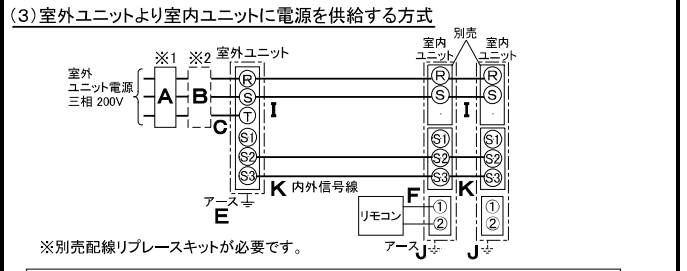 (3)室外ユニットより室内ユニットに電源を供給する方式
別売
※1 ※2 室外ユニット 室内ユニット 室内ユニット
室外
ユニット電源
三相 200V
A B C
R R R
S I S I S
T
S1 S1 S1
S2 S2 S2
S3 K 内外信号線 S3 K S3
アース
E
F
リモコン ① ①
② ②
アース J J
※別売配線リプレースキットが必要です。